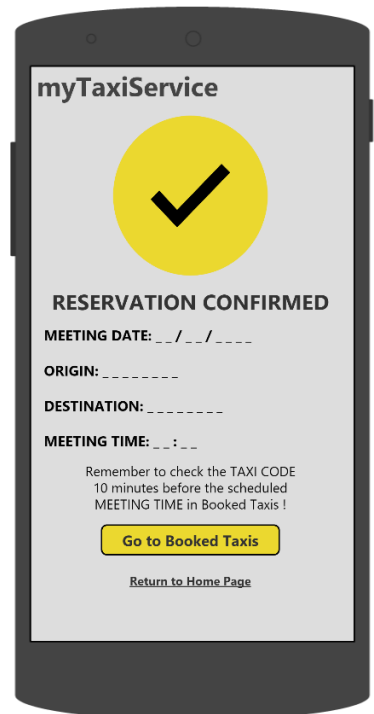 myTaxiService
RESERVATION CONFIRMED
MEETING DATE: _ _ / _ _ / _ _ _ _
ORIGIN: _ _ _ _ _ _ _ _
DESTINATION: _ _ _ _ _ _ _ _
MEETING TIME: _ _ : _ _
Remember to check the TAXI CODE
10 minutes before the scheduled
MEETING TIME in Booked Taxis !
Go to Booked Taxis
Return to Home Page